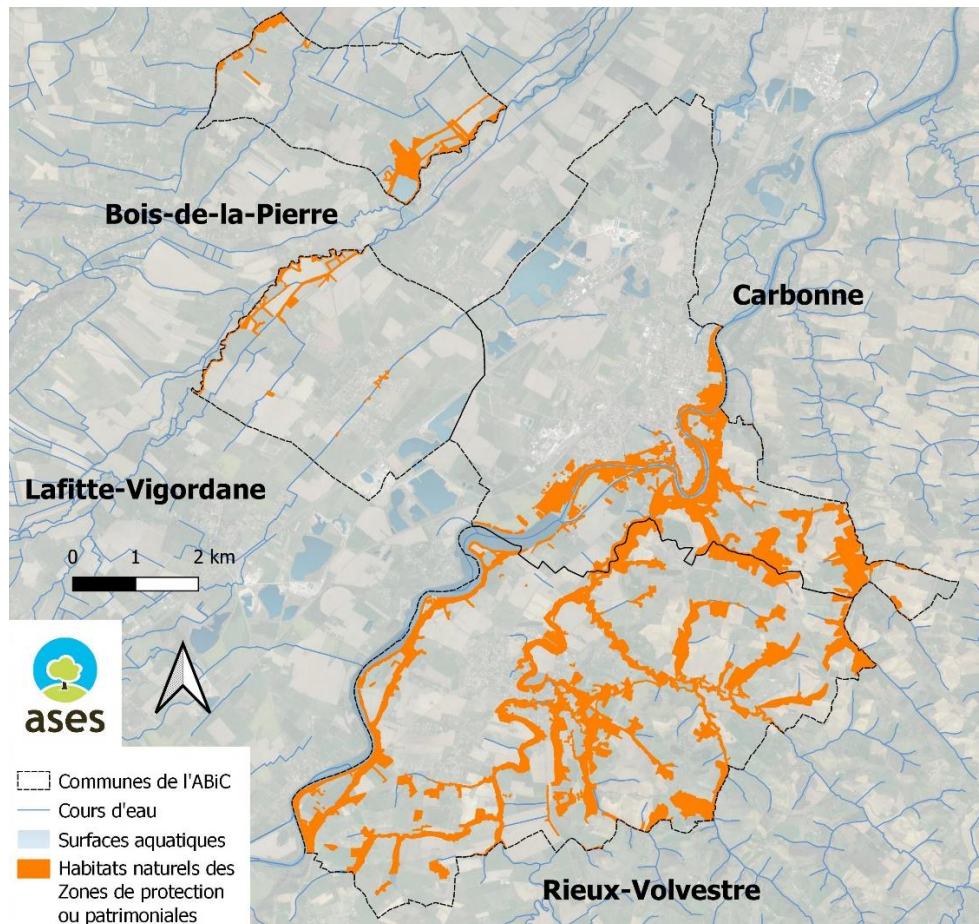 Bois-de-la-Pierre
Carbonne
Lafitte-Vigordane
0 1 2 km
ases
Communes de l'ABiC
Cours d'eau
Surfaces aquatiques
Habitats naturels des
Zones de protection
ou patrimoniales
Rieux-Volvestre